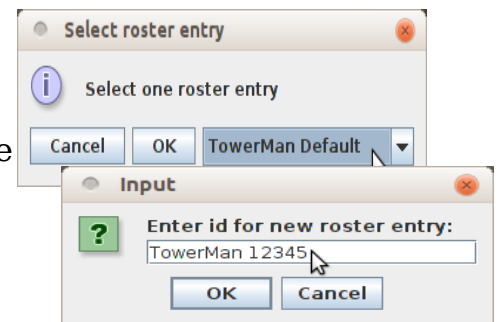 Select roster entry
i
Select one roster entry
e
Cancel OK TowerMan Default
Input
?
Enter id for new roster entry:
TowerMan 12345
OK Cancel